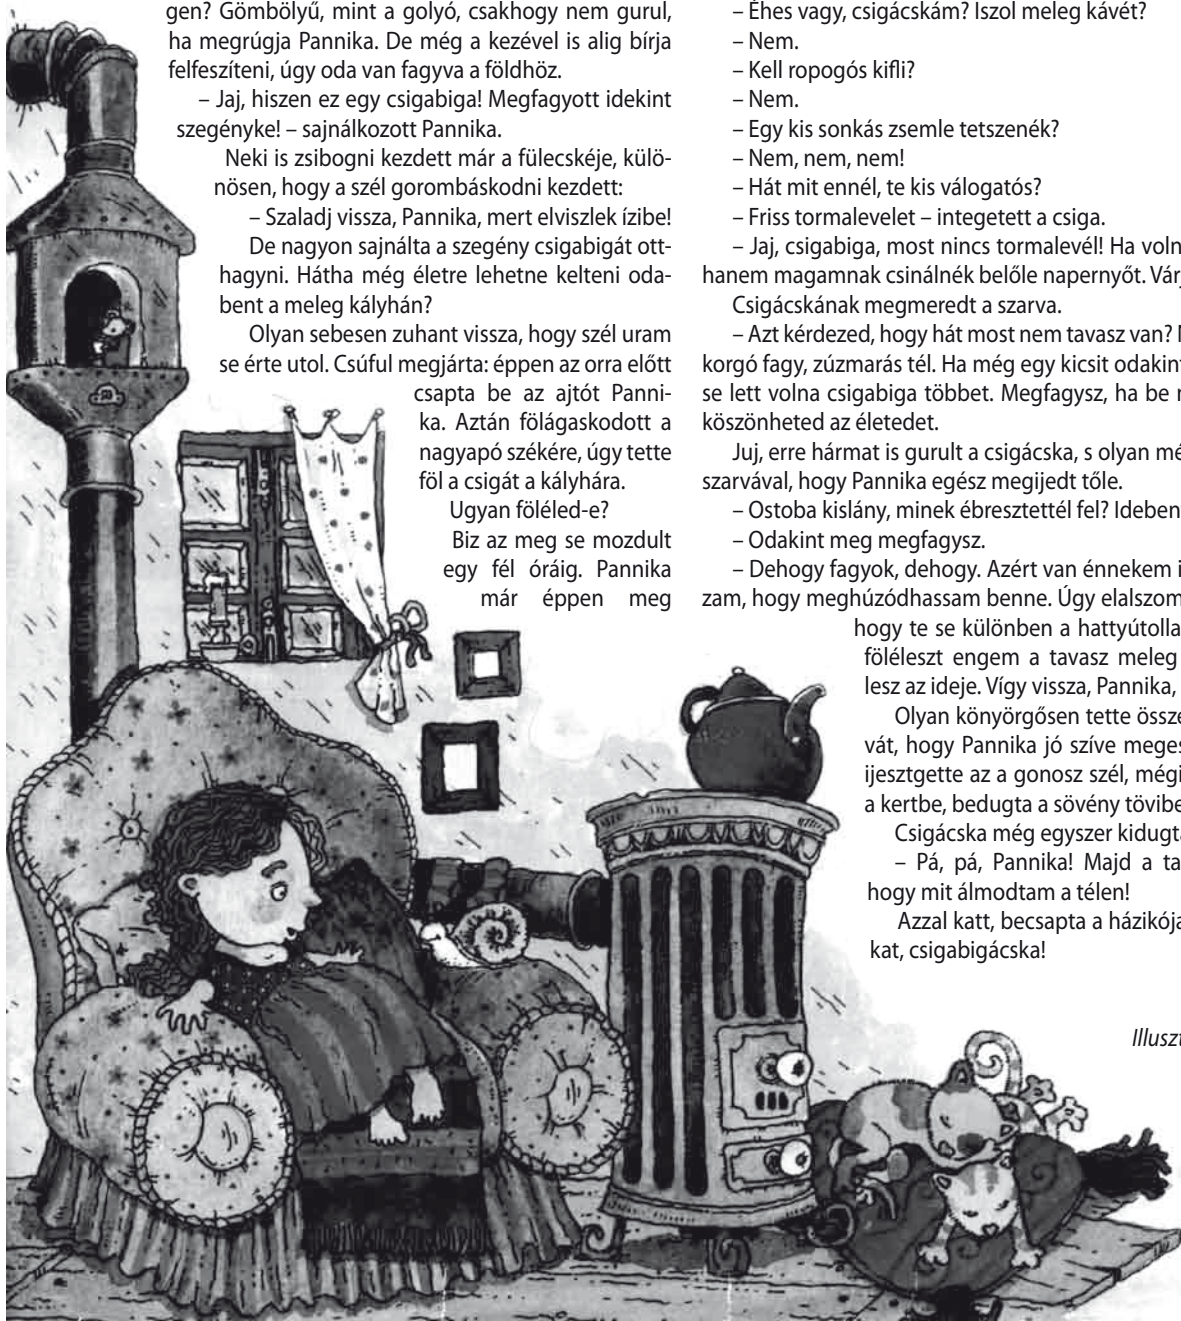 gen? Gömbölyű, mint a golyó, csakhogy nem gurul,
ha megrúgja Pannika. De még a kezével is alig bírja
felfeszíteni, úgy oda van fagyva a földhöz.
– Jaj, hiszen ez egy csigabiga! Megfagyott idekint
szegényke! – sajnálkozott Pannika.
Neki is zsibogni kezdett már a fülecskéje, külö-
nösen, hogy a szél gorombáskodni kezdett:
– Szaladj vissza, Pannika, mert elviszlek ízibe!
De nagyon sajnálta a szegény csigabigát ott-
hagyni. Hátha még életre lehetne kelteni oda-
bent a meleg kályhán?
Olyan sebesen zuhant vissza, hogy szél uram
se érte utol. Csúful megjárta: éppen az orra előtt
csapta be az ajtót Panni-
ka. Aztán fölágaskodott a
nagyapó székére, úgy tette
föl a csigát a kályhára.
Ugyan föléled-e?
Biz az meg se mozdult
egy fél óráig. Pannika
már éppen meg
– Éhes vagy, csigácskám? Iszol meleg kávét?
– Nem.
– Kell ropogós kifli?
– Nem.
– Egy kis sonkás zsemle tetszenék?
– Nem, nem, nem!
– Hát mit ennél, te kis válogatós?
– Friss tormalevelet – integetett a csiga.
– Jaj, csigabiga, most nincs tormalevél! Ha voln
hanem magamnak csinálnék belőle napernyőt. Várj
Csigácskának megmeredt a szarva.
– Azt kérdezed, hogy hát most nem tavasz van?
korgó fagy, zúzmarás tél. Ha még egy kicsit odakint
se lett volna csigabiga többet. Megfagysz, ha be
köszönheted az életedet.
Juj, erre hármat is gurult a csigácska, s olyan mé
szarvával, hogy Pannika egész megijedt tőle.
– Ostoba kislány, minek ébresztettél fel? Ideben
– Odakint meg megfagysz.
– Dehogy fagyok, dehogy. Azért van énnekem
zam, hogy meghúzódhassam benne. Úgy elalszom
hogy te se különben a hattyútolla
föléleszt engem a tavasz meleg
lesz az ideje. Vígy vissza, Pannika,
Olyan könyörgősen tette össze
vát, hogy Pannika jó szíve meges
ijesztgette az a gonosz szél, mégi
a kertbe, bedugta a sövény tövibe
Csigácska még egyszer kidugta
– Pá, pá, Pannika! Majd a ta
hogy mit álmodtam a télen!
Azzal katt, becsapta a házikója
kat, csigabigácska!
Illuszt